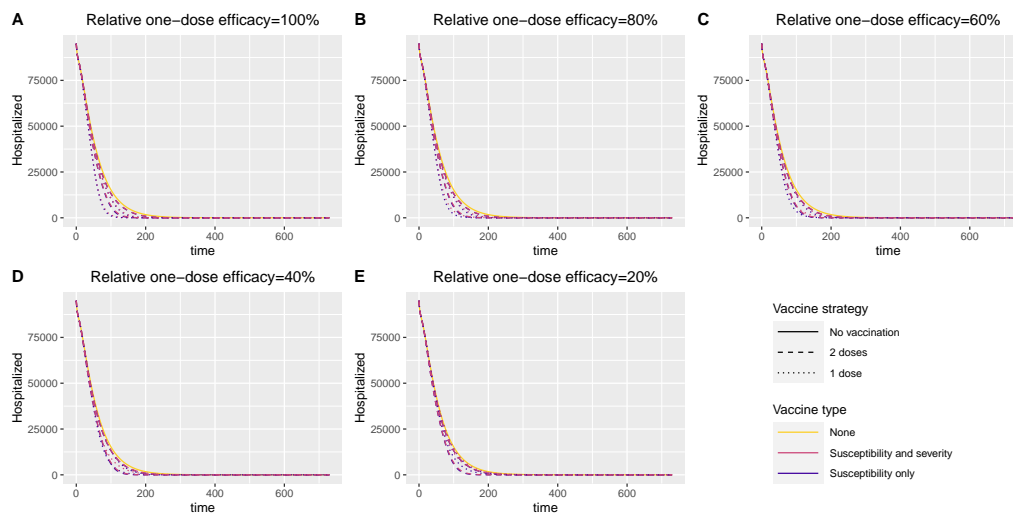 A Relative one−dose efficacy=100%
Hospitalized
75000
50000
25000
0
0 200 400 600
time
B Relative one−dose efficacy=80%
Hospitalized
75000
50000
25000
0
0 200 400 600
time
C Relative one−dose efficacy=60%
Hospitalized
75000
50000
25000
0
0 200 400 600
time
D Relative one−dose efficacy=40%
Hospitalized
75000
50000
25000
0
0 200 400 600
time
E Relative one−dose efficacy=20%
Hospitalized
75000
50000
25000
0
0 200 400 600
time
Vaccine strategy
No vaccination
2 doses
1 dose
Vaccine type
None
Susceptibility and severity
Susceptibility only